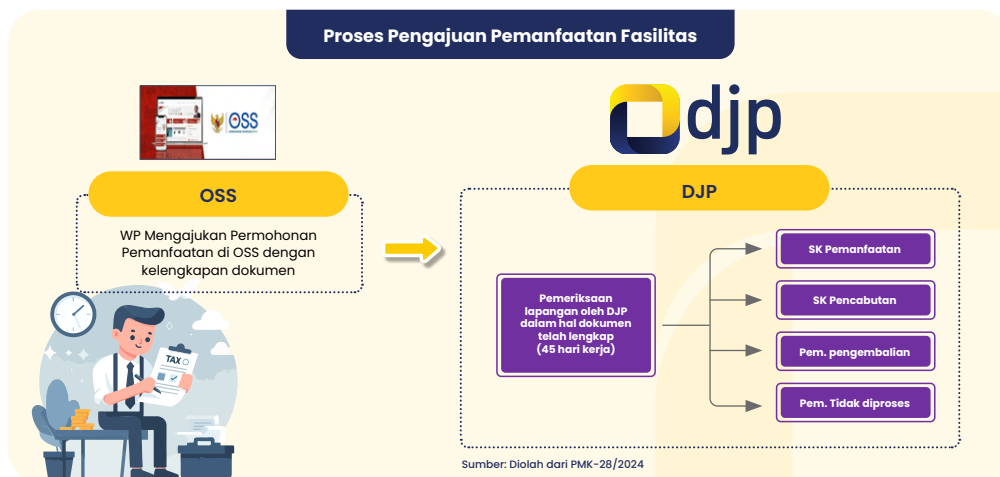 Proses Pengajuan Pemanfaatan Fasilitas
OSS
djp
OSS
WP Mengajukan Permohonan
Pemanfaatan di OSS dengan
kelengkapan dokumen
TAX
DJP
Pemeriksaan
lapangan oleh DJP
dalam hal dokumen
telah lengkap
(45 hari kerja)
SK Pemanfaatan
SK Pencabutan
Pem. pengembalian
Pem. Tidak diproses
Sumber: Diolah dari PMK-28/2024